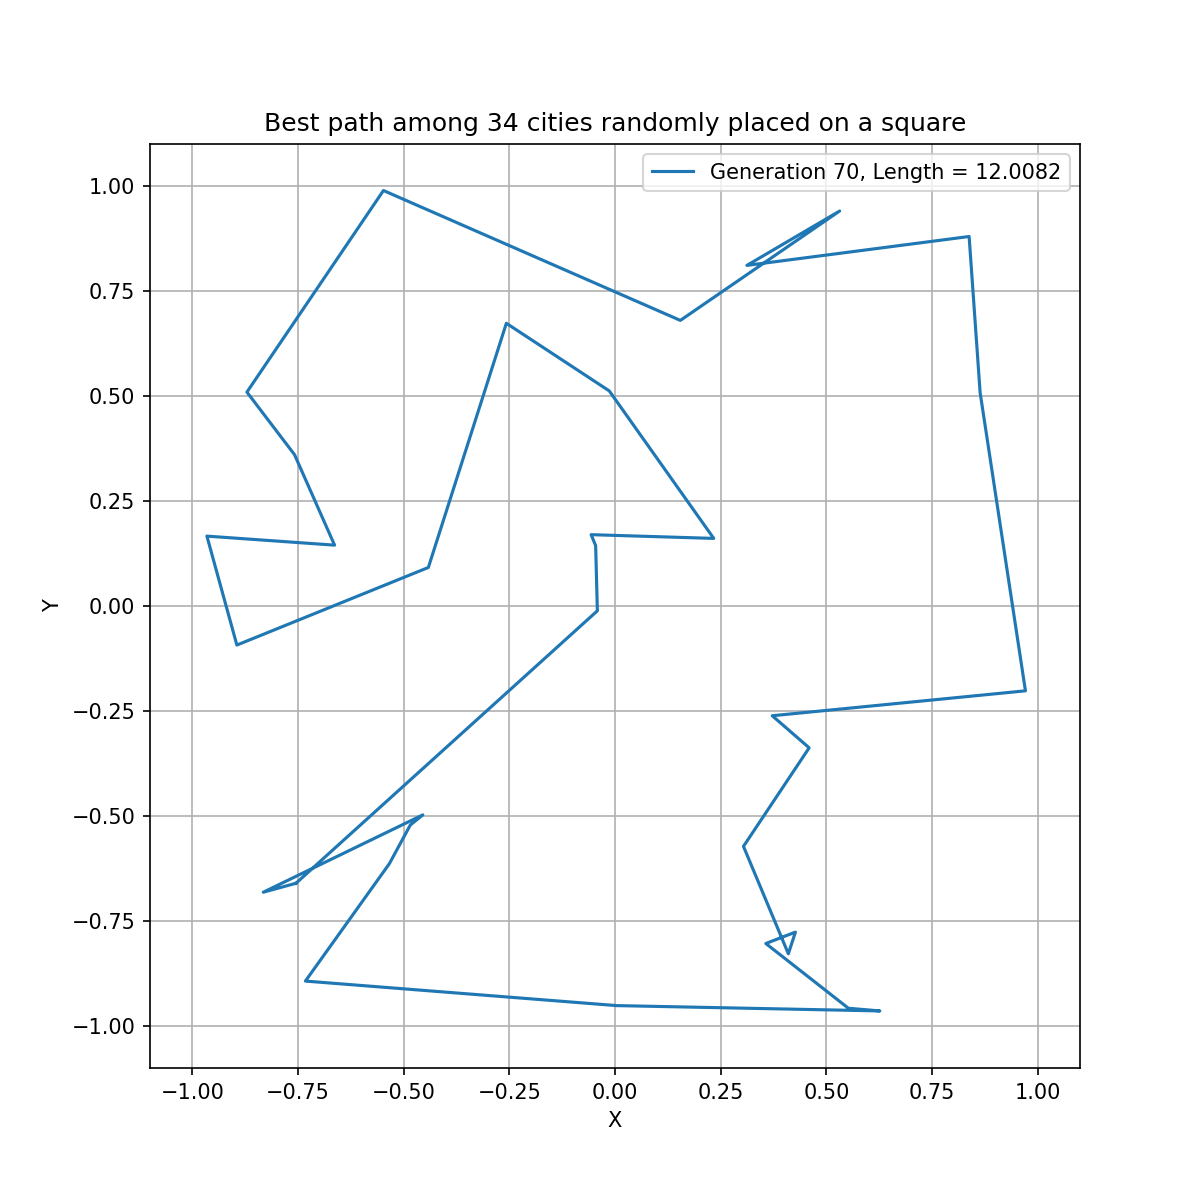 Best path among 34 cities randomly placed on a square
Generation 70, Length = 12.0082
1.00
0.75
0.50
0.25
0.00
−0.25
−0.50
−0.75
−1.00
Y
−1.00 −0.75 −0.50 −0.25 0.00 0.25 0.50 0.75 1.00
X